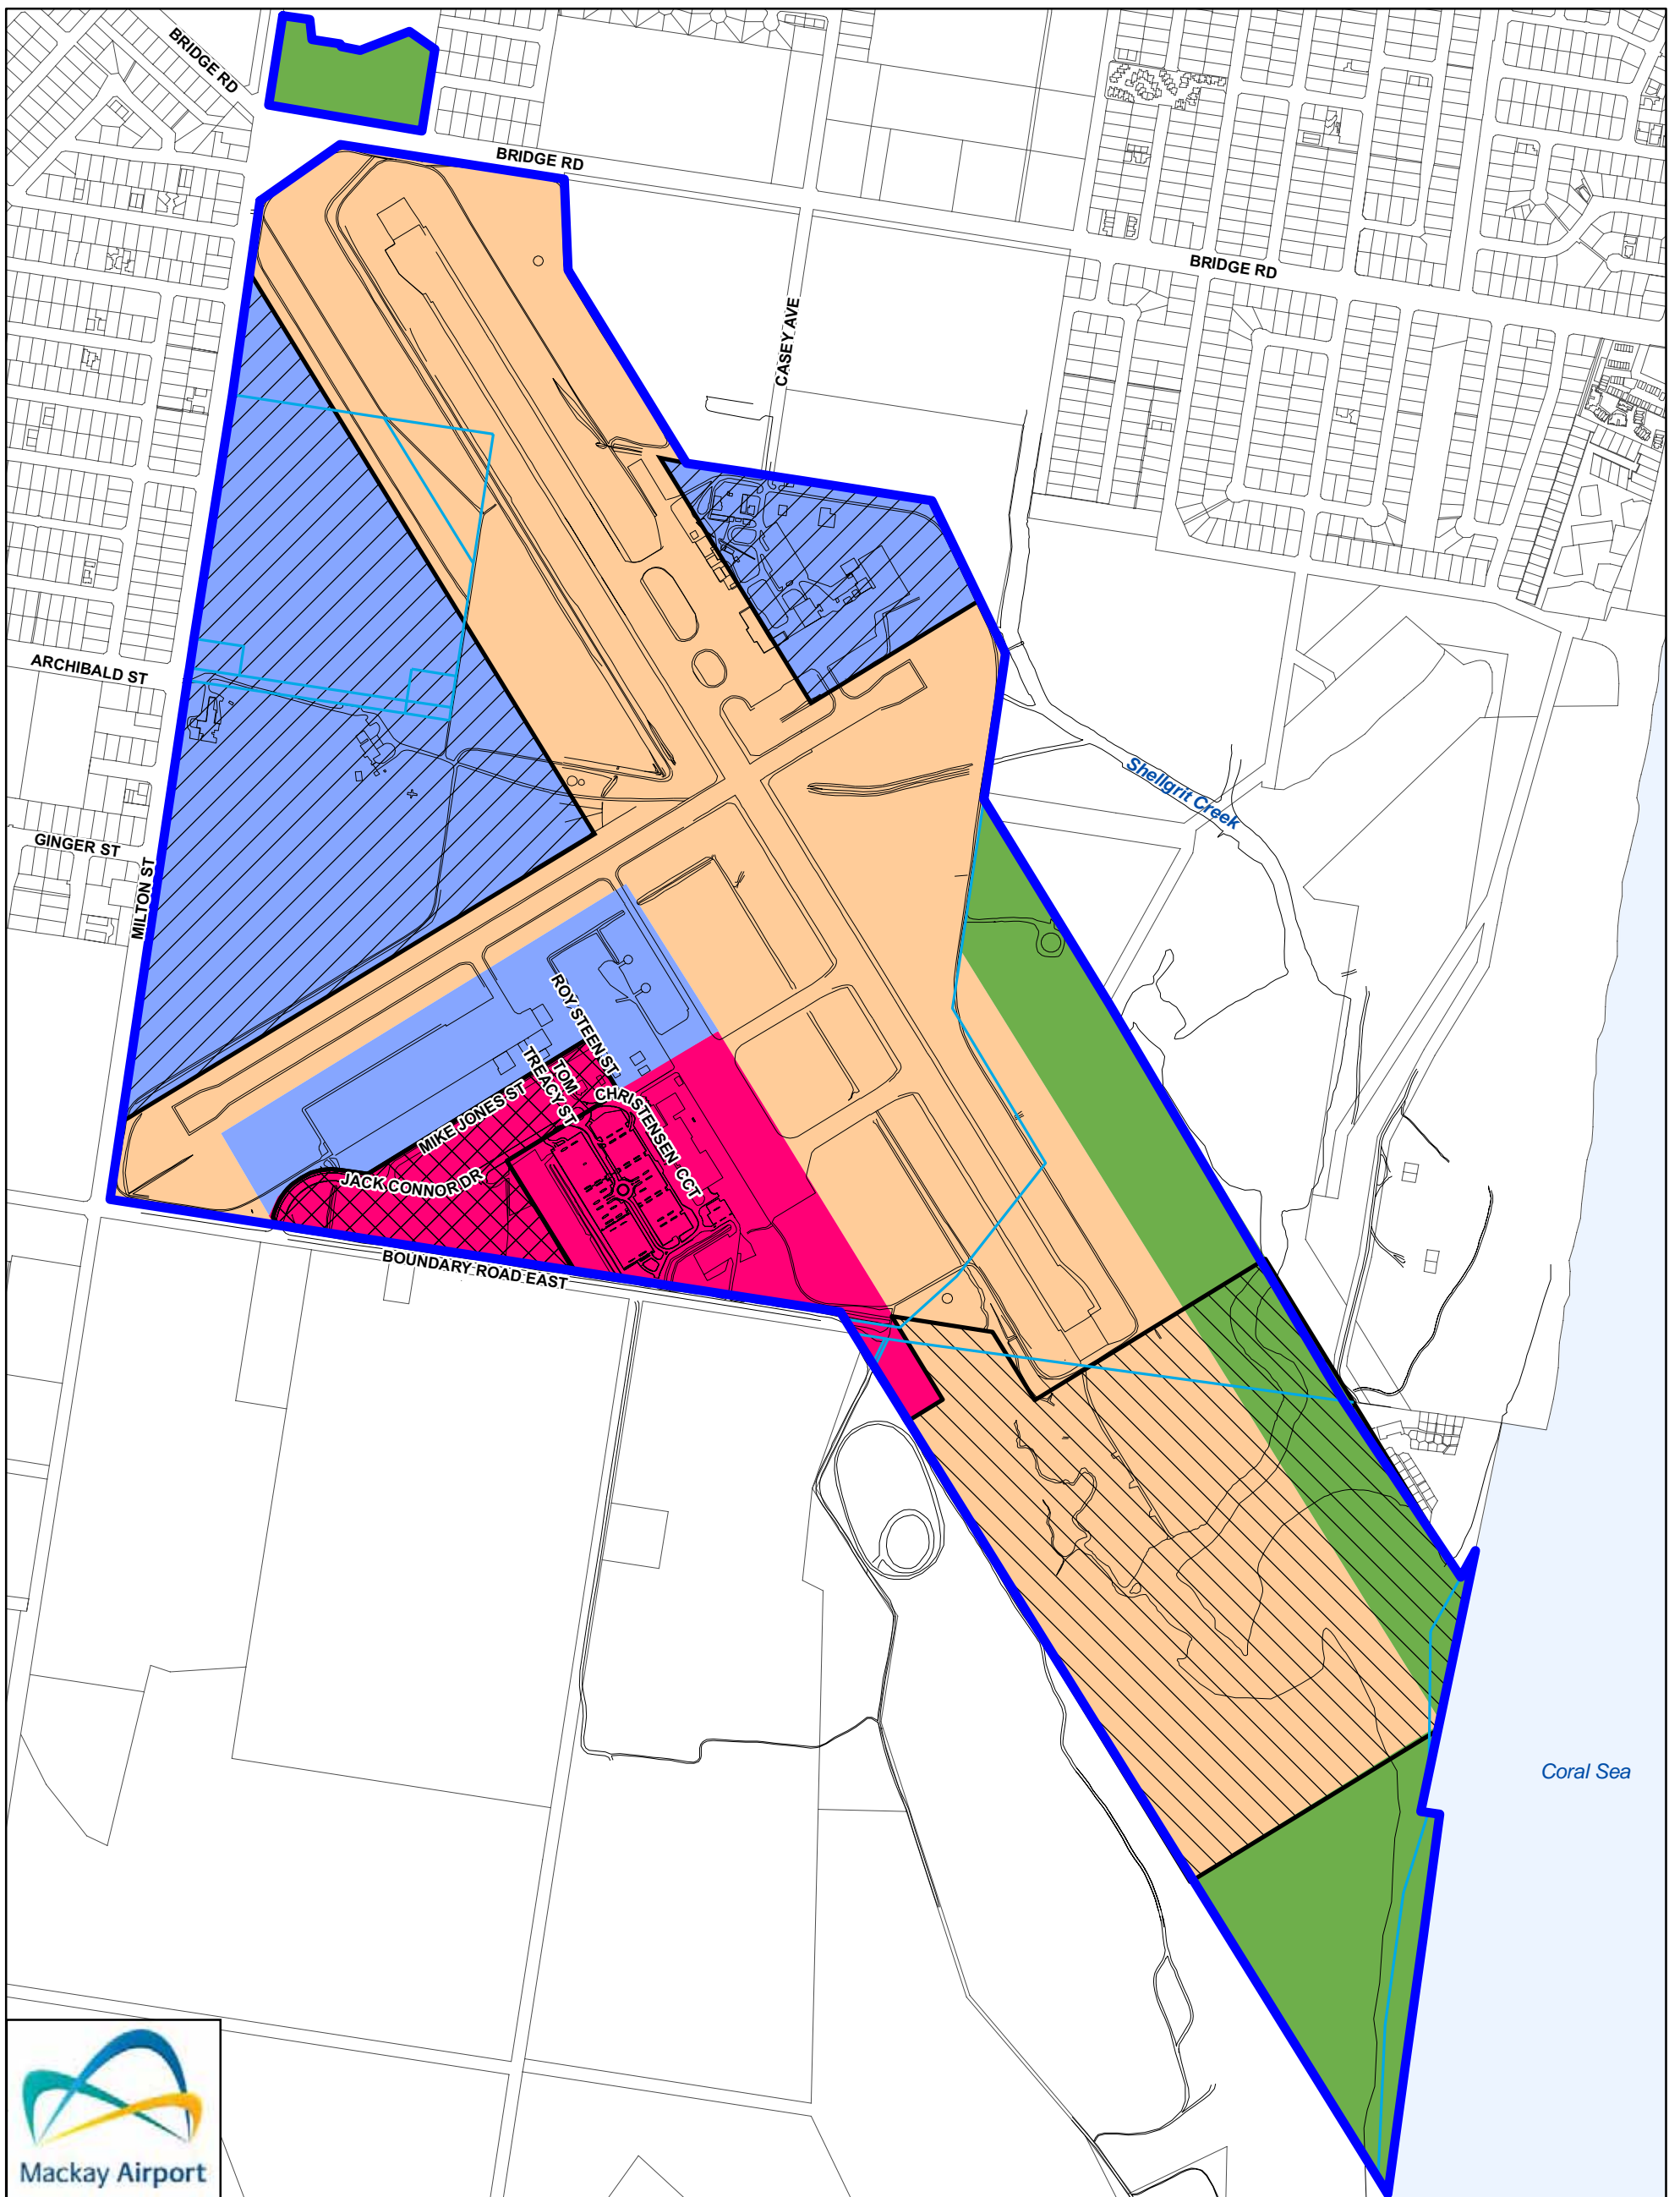 BRIDGE RD
BRIDGE RD
BRIDGE RD
CASEY AVE
ARCHIBALD ST
Shellgrit Creek
GINGER ST
MILTON ST
ROY STEEN ST
TOM
TREACY ST
MIKE JONES ST
CHRISTENSEN CCT
JACK CONNOR DR
BOUNDARY ROAD EAST
Coral Sea
Mackay Airport